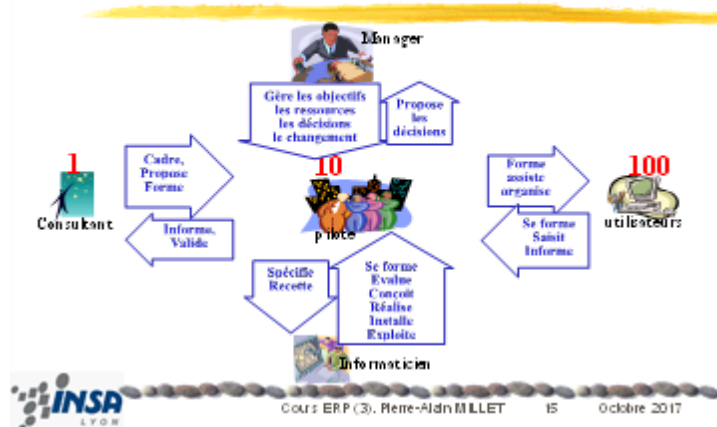 Manager
Gère les objectifs
les ressources
les décisions
le changement
Propose
les
décisions
1
Cadre,
Propose
Forme
10
Forme
assiste
organise
100
Consultant
Informe,
Valide
pilote
Se forme
Saisit
Informe
utilisateurs
Spécifie
Recette
Se forme
Evalue
Conçoit
Réalise
Installe
Exploite
Informaticien
INSA
LYON
Cours ERP (3). Pierre-Alain MILLET
15
Octobre 2017